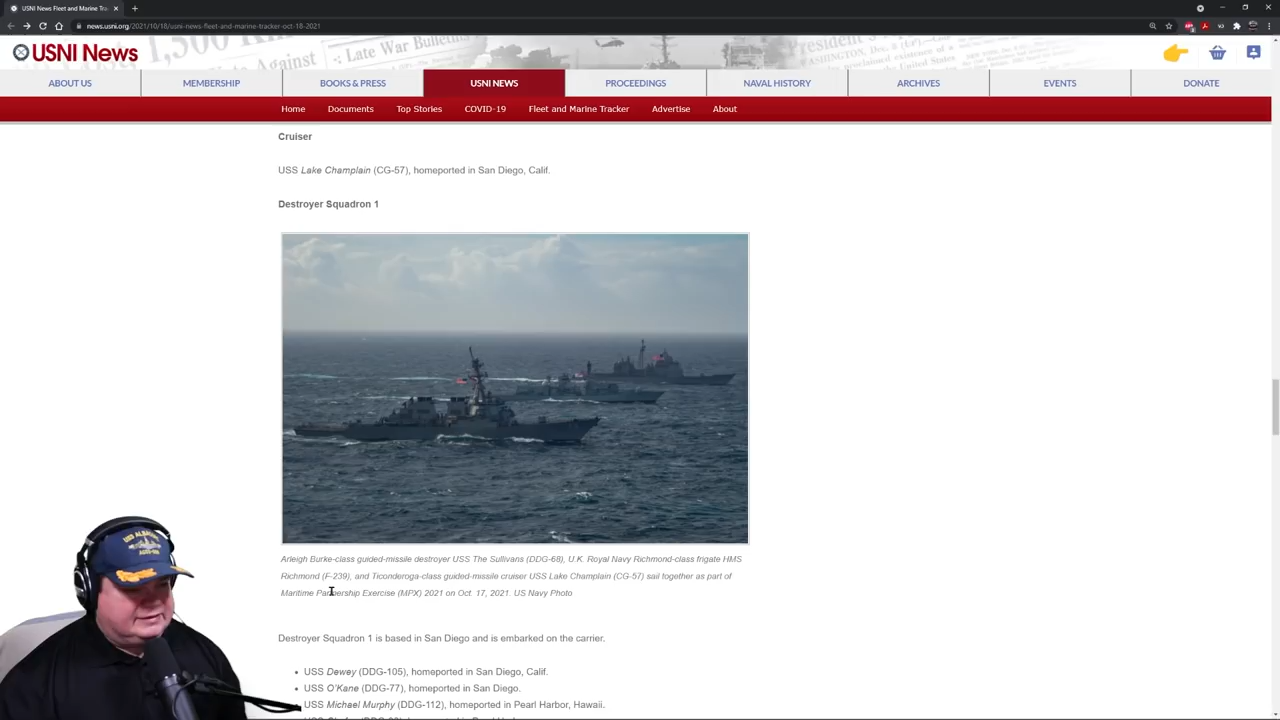 USNI News Fleet and Marine Tra
news.usni.org/2021/10/18/usni-news-fleet-and-marine-tracker-oct-18-2021
USNI News
ABOUT US
MEMBERSHIP
BOOKS & PRESS
USNI NEWS
PROCEEDINGS
NAVAL HISTORY
ARCHIVES
EVENTS
DONATE
Home
Documents
Top Stories
COVID-19
Fleet and Marine Tracker
Advertise
About
Cruiser
USS Lake Champlain (CG-57), homeported in San Diego, Calif.
Destroyer Squadron 1
Arleigh Burke-class guided-missile destroyer USS The Sullivans (DDG-68), U.K. Royal Navy Richmond-class frigate HMS
Richmond (F-239), and Ticonderoga-class guided-missile cruiser USS Lake Champlain (CG-57) sail together as part of
Maritime Partnership Exercise (MPX) 2021 on Oct. 17, 2021. US Navy Photo
Destroyer Squadron 1 is based in San Diego and is embarked on the carrier.
• USS Dewey (DDG-105), homeported in San Diego, Calif.
• USS O'Kane (DDG-77), homeported in San Diego.
• USS Michael Murphy (DDG-112), homeported in Pearl Harbor, Hawaii.